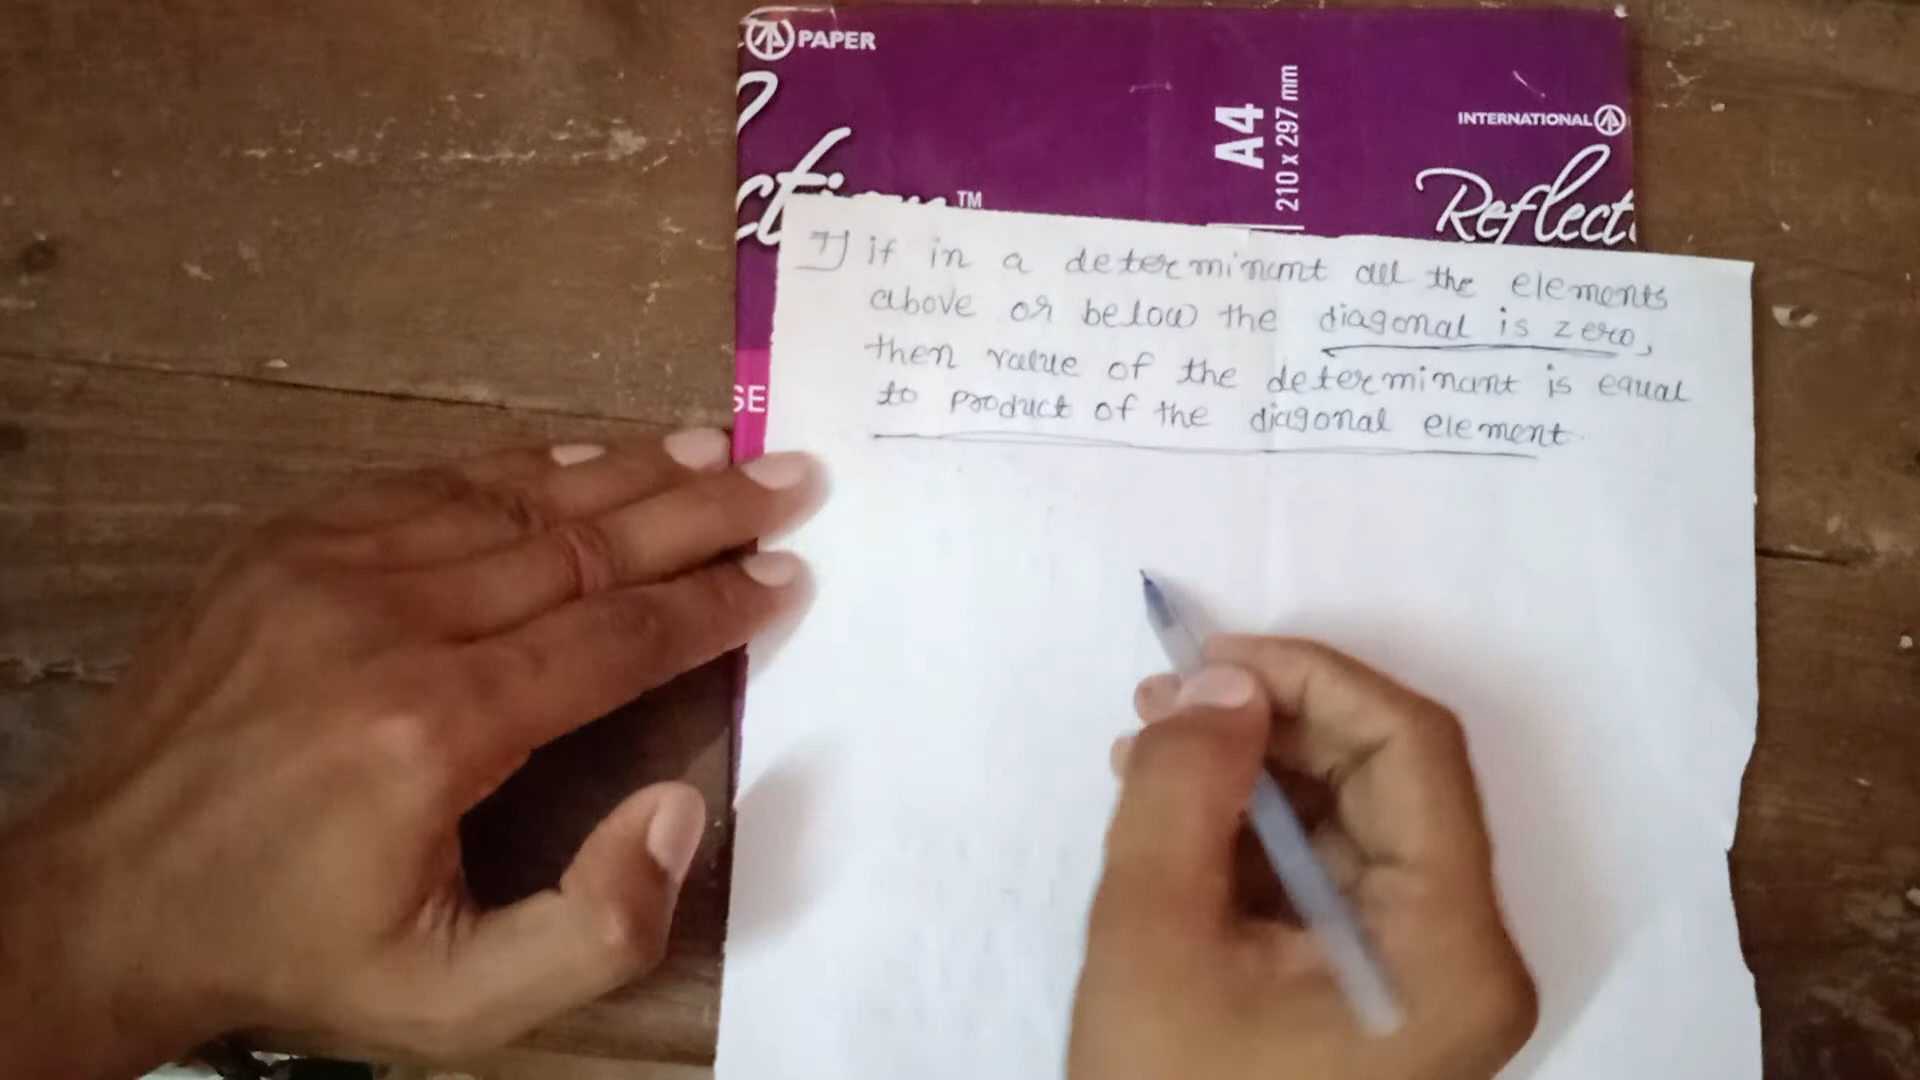 PAPER
A4
210 x 297 mm
INTERNATIONAL
Reflect
TM
SE
7) if in a determinant all the elements
above or below the diagonal is zero,
then value of the determinant is equal
to product of the diagonal element.